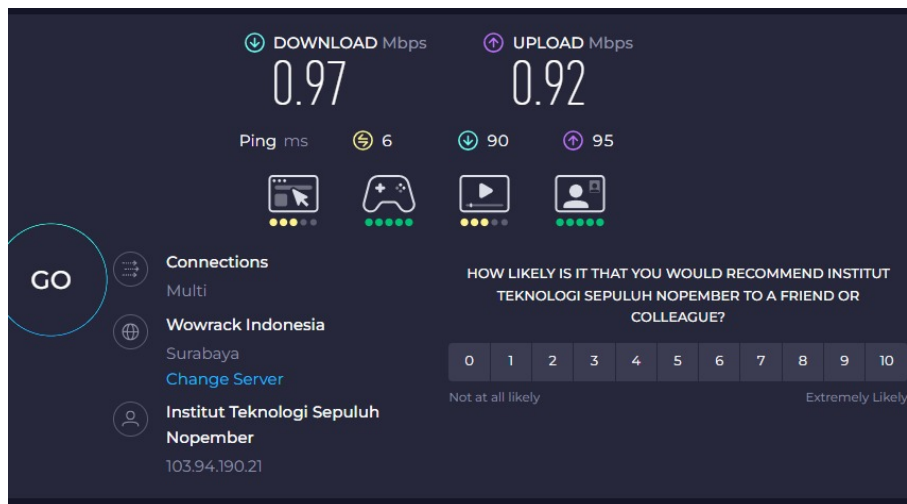 DOWNLOAD Mbps
UPLOAD Mbps
0.97
0.92
Ping ms 6 90 95
GO
Connections
Multi
Wowrack Indonesia
Surabaya
Change Server
Institut Teknologi Sepuluh
Nopember
103.94.190.21
HOW LIKELY IS IT THAT YOU WOULD RECOMMEND INSTITUT
TEKNOLOGI SEPULUH NOPEMBER TO A FRIEND OR
COLLEAGUE?
0 1 2 3 4 5 6 7 8 9 10
Not at all likely
Extremely Likely